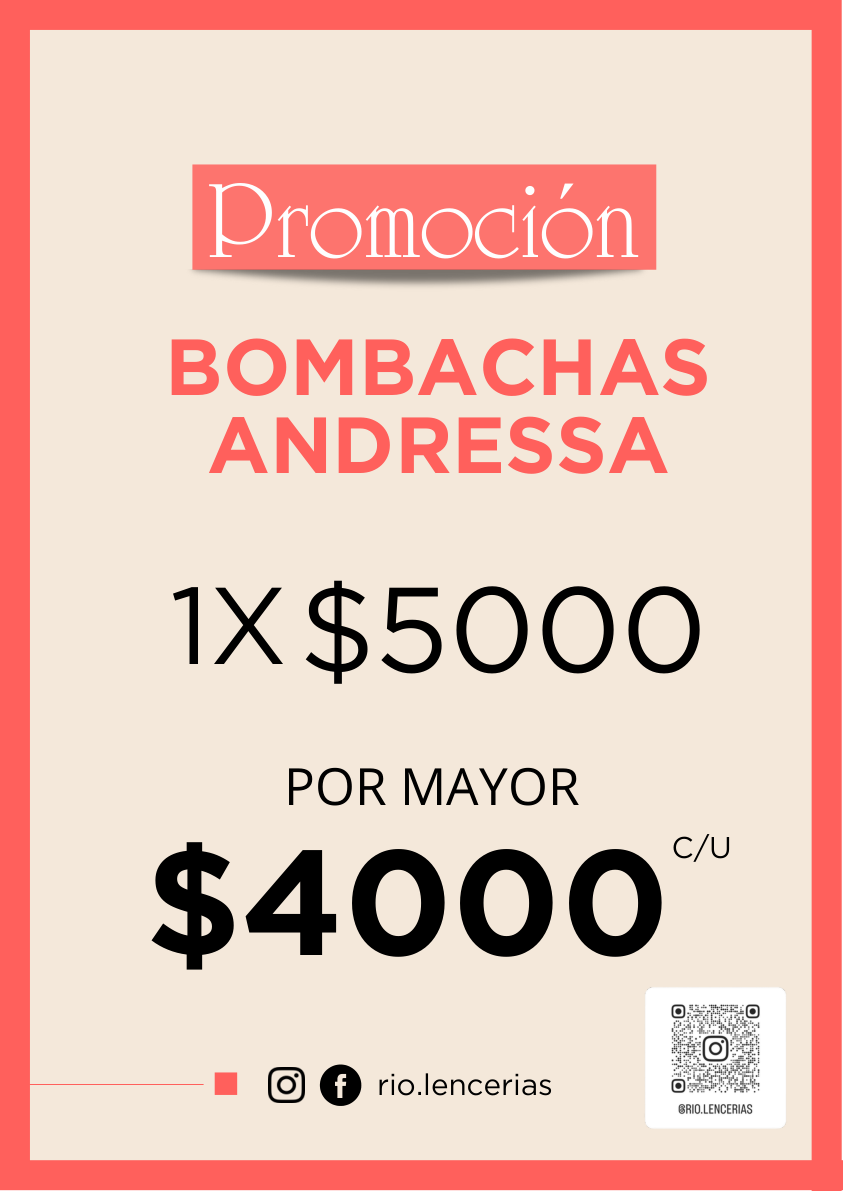 Promoción
BOMBACHAS
ANDRESSA
1X $5000
POR MAYOR
$4000 C/U
rio.lencerias
@RIO.LENCERIAS